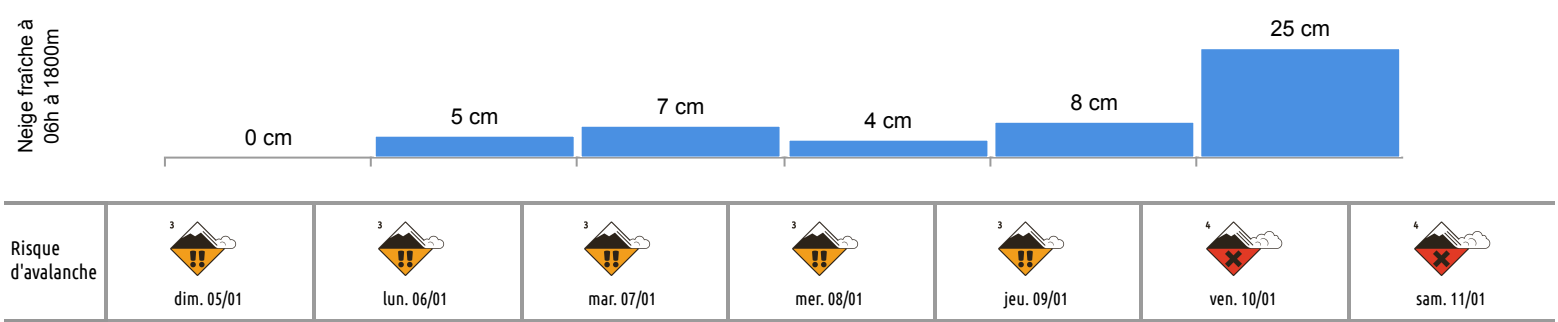 Neige fraîche à
06h à 1800m
0 cm
5 cm
7 cm
4 cm
8 cm
25 cm
Risque
d'avalanche
3
dim. 05/01
3
lun. 06/01
3
mar. 07/01
3
mer. 08/01
3
jeu. 09/01
4
ven. 10/01
4
sam. 11/01